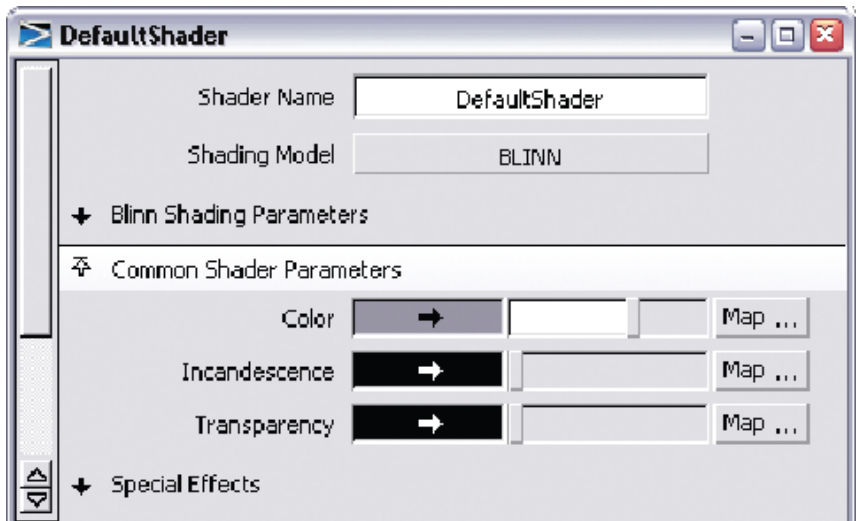 DefaultShader
Shader Name DefaultShader
Shading Model BLINN
Blinn Shading Parameters
Common Shader Parameters
Color Map ...
Incandescence Map ...
Transparency Map ...
Special Effects